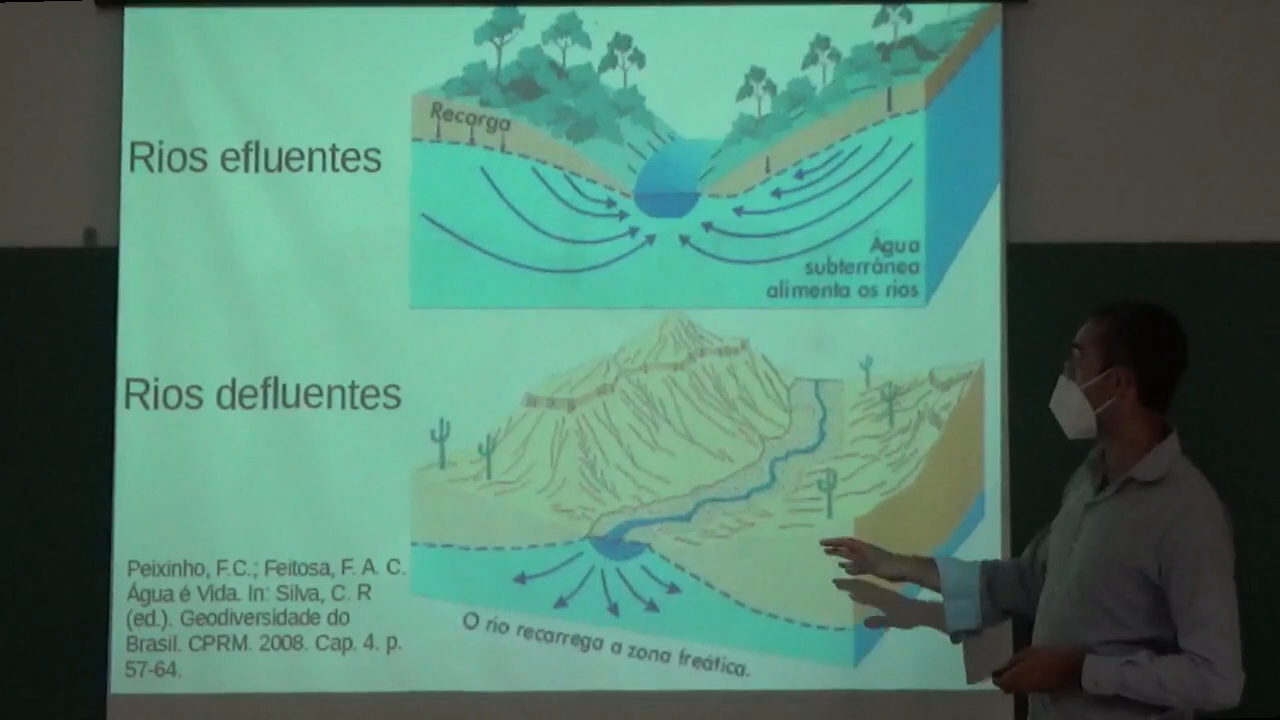 Rios efluentes
Recarga
Água
subterrânea
alimenta os rios
Rios defluentes
O rio recarrega a zona freática.
Peixinho, F.C.; Feitosa, F. A. C.
Água é Vida. In: Silva, C. R
(ed.). Geodiversidade do
Brasil. CPRM. 2008. Cap. 4. p.
57-64.